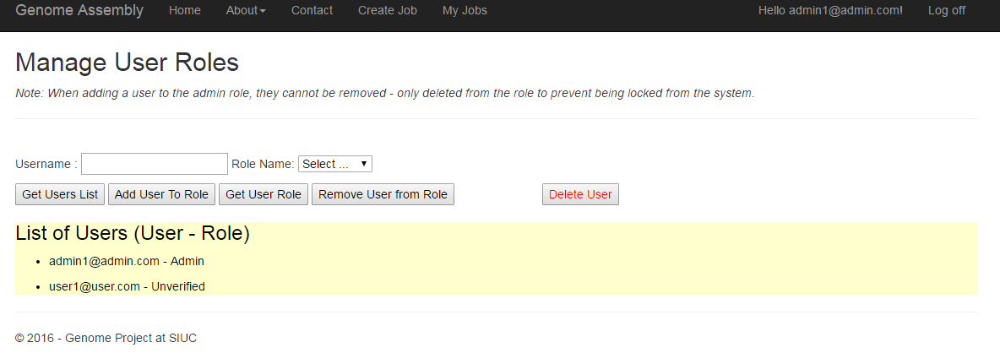 Genome Assembly Home About Contact Create Job My Jobs Hello admin1@admin.com! Log off
Manage User Roles
Note: When adding a user to the admin role, they cannot be removed - only deleted from the role to prevent being locked from the system.
Username : Role Name: Select ...
Get Users List Add User To Role Get User Role Remove User from Role Delete User
List of Users (User - Role)
• admin1@admin.com - Admin
• user1@user.com - Unverified
© 2016 - Genome Project at SIUC